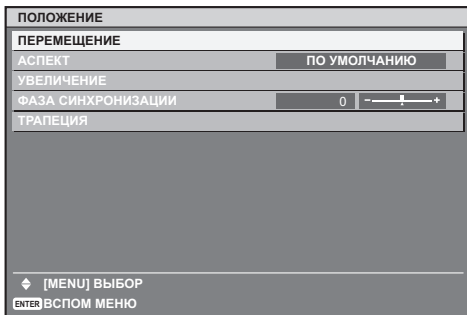 ПОЛОЖЕНИЕ
ПЕРЕМЕЩЕНИЕ
АСПЕКТ ПО УМОЛЧАНИЮ
УВЕЛИЧЕНИЕ
ФАЗА СИНХРОНИЗАЦИИ 0 - +
ТРАПЕЦИЯ
[MENU] ВЫБОР
ENTER ВСПОМ МЕНЮ